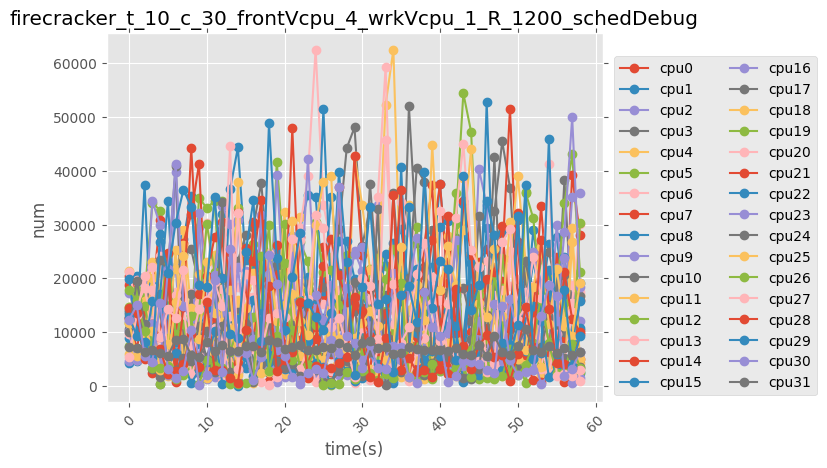 firecracker_t_10_c_30_frontVcpu_4_wrkVcpu_1_R_1200_schedDebug
num
60000
50000
40000
30000
20000
10000
0
0
10
20
30
40
50
60
time(s)
cpu0
cpu1
cpu2
cpu3
cpu4
cpu5
cpu6
cpu7
cpu8
cpu9
cpu10
cpu11
cpu12
cpu13
cpu14
cpu15
cpu16
cpu17
cpu18
cpu19
cpu20
cpu21
cpu22
cpu23
cpu24
cpu25
cpu26
cpu27
cpu28
cpu29
cpu30
cpu31